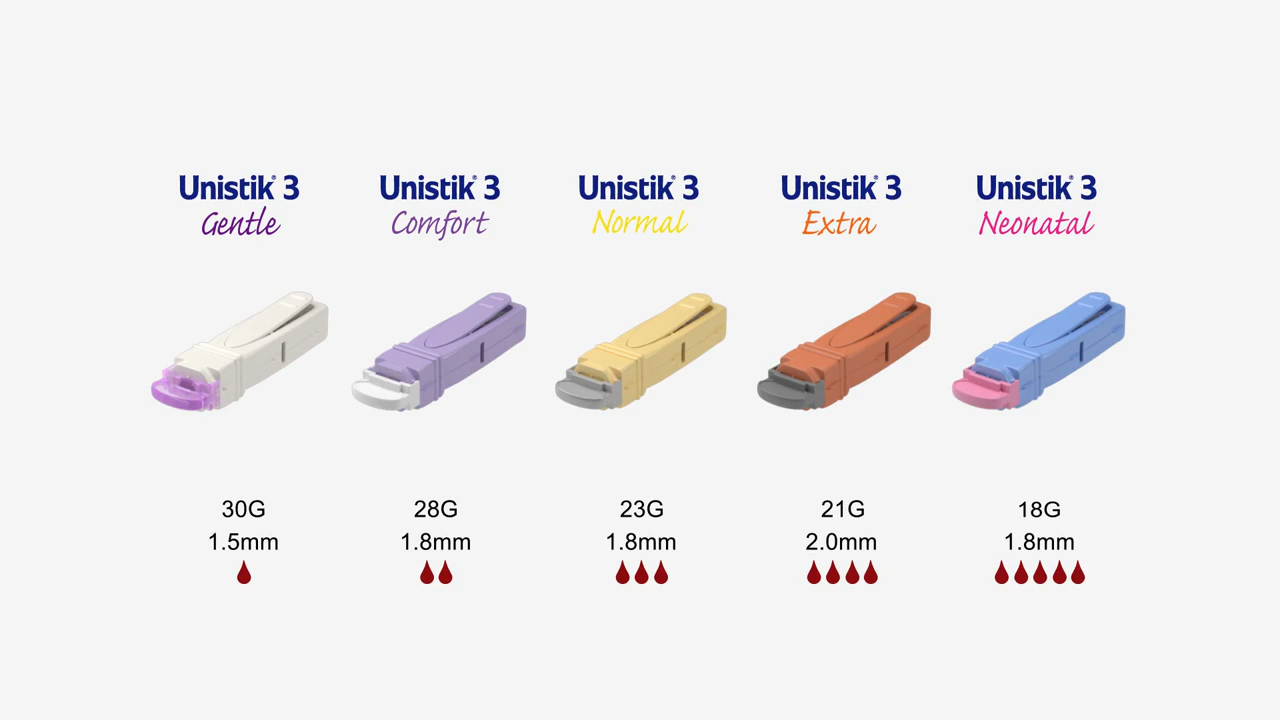 Unistik® 3
Gentle
30G
1.5mm
Unistik® 3
Comfort
28G
1.8mm
Unistik® 3
Normal
23G
1.8mm
Unistik® 3
Extra
21G
2.0mm
Unistik® 3
Neonatal
18G
1.8mm